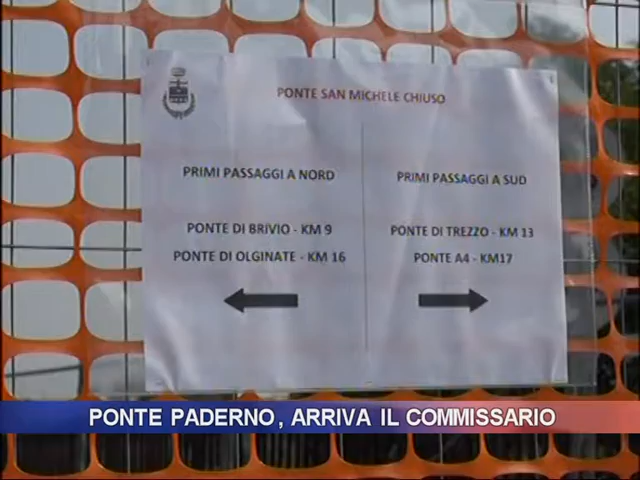 PONTE SAN MICHELE CHIUSO
PRIMI PASSAGGI A NORD
PONTE DI BRIVIO - KM 9
PONTE DI OLGINATE - KM 16
PRIMI PASSAGGI A SUD
PONTE DI TREZZO - KM 13
PONTE A4 - KM17
PONTE PADERNO, ARRIVA IL COMMISSARIO